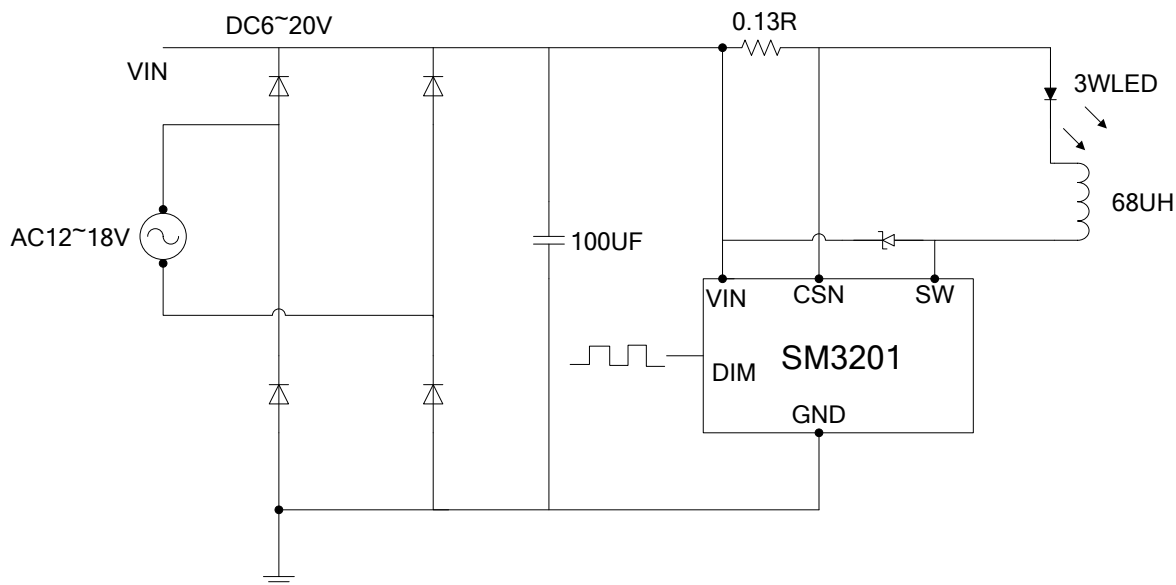 DC6~20V
0.13R
VIN
3WLED
AC12~18V
100UF
68UH
VIN
CSN
SW
SM3201
DIM
GND